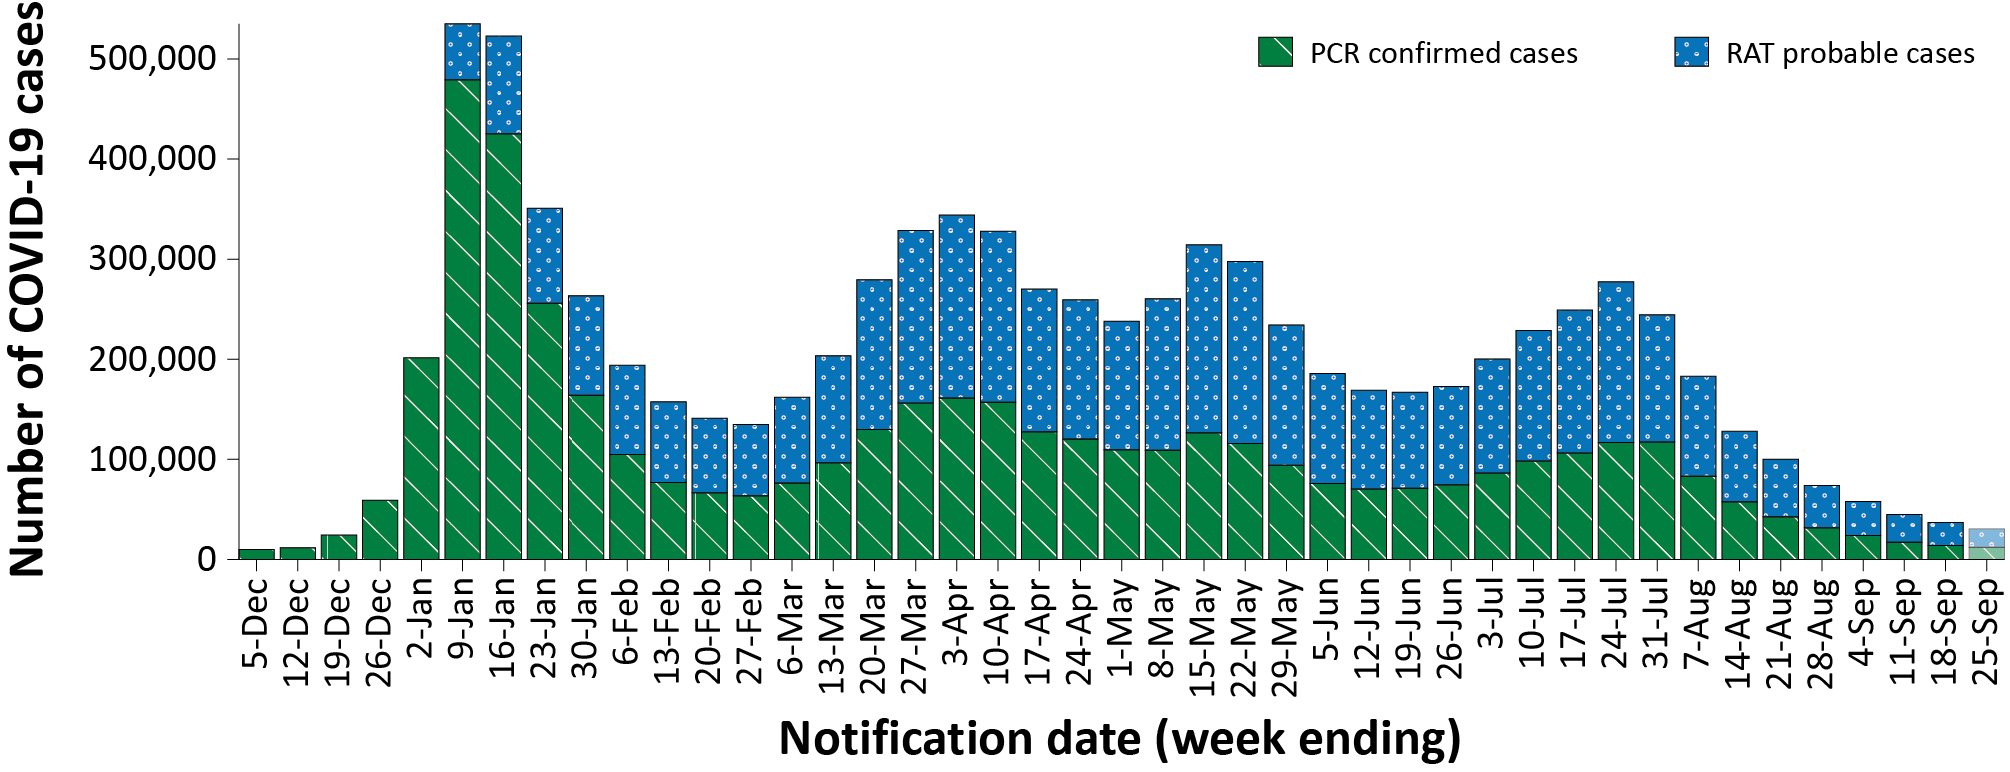 Number of COVID-19 cases
500,000
400,000
300,000
200,000
100,000
0
PCR confirmed cases
RAT probable cases
5-Dec
12-Dec
19-Dec
26-Dec
2-Jan
9-Jan
16-Jan
23-Jan
30-Jan
6-Feb
13-Feb
20-Feb
27-Feb
6-Mar
13-Mar
20-Mar
27-Mar
3-Apr
10-Apr
17-Apr
24-Apr
1-May
8-May
15-May
22-May
29-May
5-Jun
12-Jun
19-Jun
26-Jun
3-Jul
10-Jul
17-Jul
24-Jul
31-Jul
7-Aug
14-Aug
21-Aug
28-Aug
4-Sep
11-Sep
18-Sep
25-Sep
Notification date (week ending)